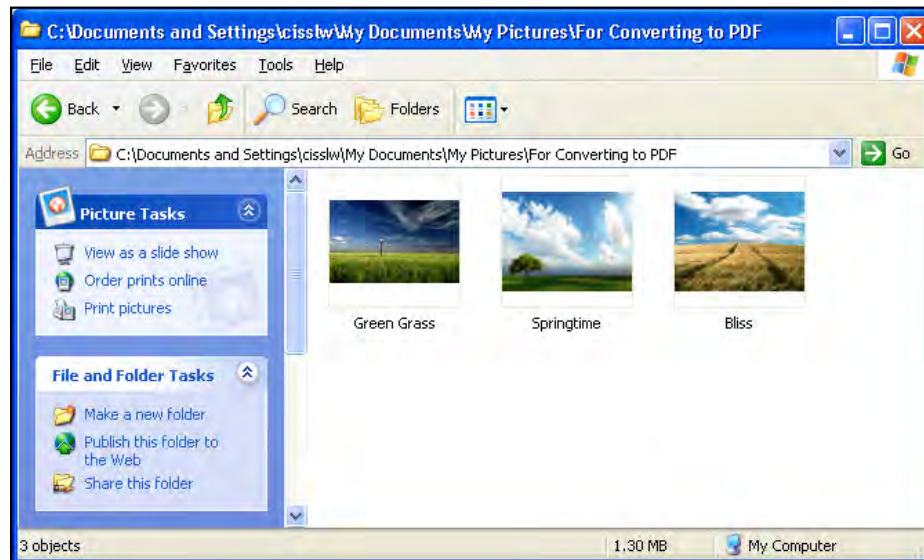 C:\Documents and Settings\cisslw\My Documents\My Pictures\For Converting to PDF
File Edit View Favorites Tools Help
Back Search Folders
Address C:\Documents and Settings\cisslw\My Documents\My Pictures\For Converting to PDF Go
Picture Tasks
View as a slide show
Order prints online
Print pictures
File and Folder Tasks
Make a new folder
Publish this folder to
the Web
Share this folder
Green Grass Springtime Bliss
3 objects 1.30 MB My Computer